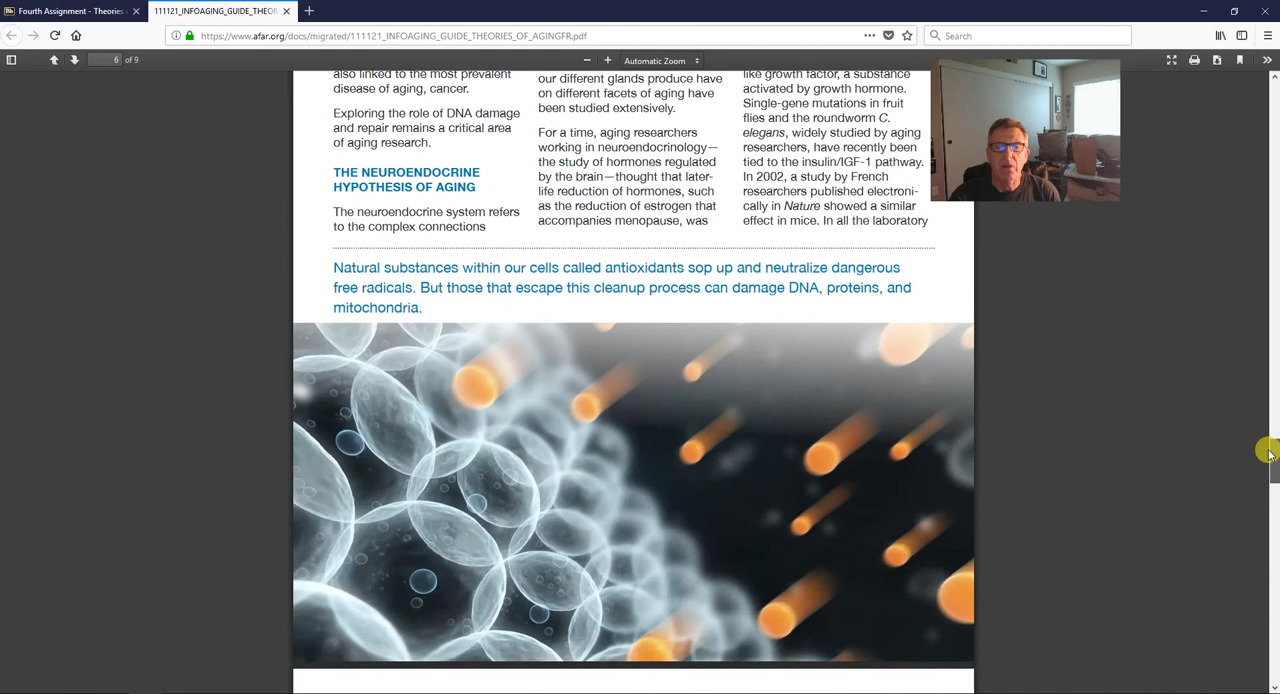 Fourth Assignment - Theories
111121_INFOAGING_GUIDE_THEOR
https://www.afar.org/docs/migrated/111121_INFOAGING_GUIDE_THEORIES_OF_AGINGFR.pdf
Search
6 of 9
Automatic Zoom
also linked to the most prevalent
disease of aging, cancer.
Exploring the role of DNA damage
and repair remains a critical area
of aging research.
THE NEUROENDOCRINE
HYPOTHESIS OF AGING
The neuroendocrine system refers
to the complex connections
our different glands produce have
on different facets of aging have
been studied extensively.
For a time, aging researchers
working in neuroendocrinology—
the study of hormones regulated
by the brain—thought that later-
life reduction of hormones, such
as the reduction of estrogen that
accompanies menopause, was
like growth factor, a substance
activated by growth hormone.
Single-gene mutations in fruit
flies and the roundworm C.
elegans, widely studied by aging
researchers, have recently been
tied to the insulin/IGF-1 pathway.
In 2002, a study by French
researchers published electroni-
cally in Nature showed a similar
effect in mice. In all the laboratory
Natural substances within our cells called antioxidants sop up and neutralize dangerous
free radicals. But those that escape this cleanup process can damage DNA, proteins, and
mitochondria.